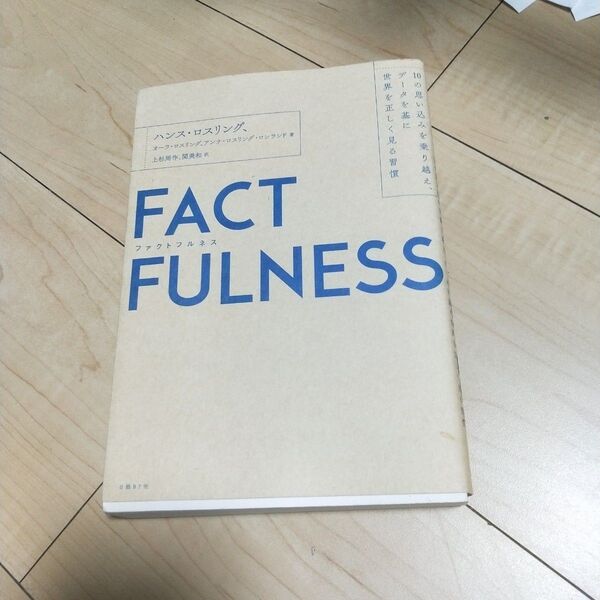 10の思い込みを乗り越え、
データを基に
世界を正しく見る習慣
ハンス・ロスリング、
オーラ・ロスリング、アンナ・ロスリング・ロンランド 著
上杉周作、関美和 訳
FACT
ファクトフルネス
FULNESS
日経BP社